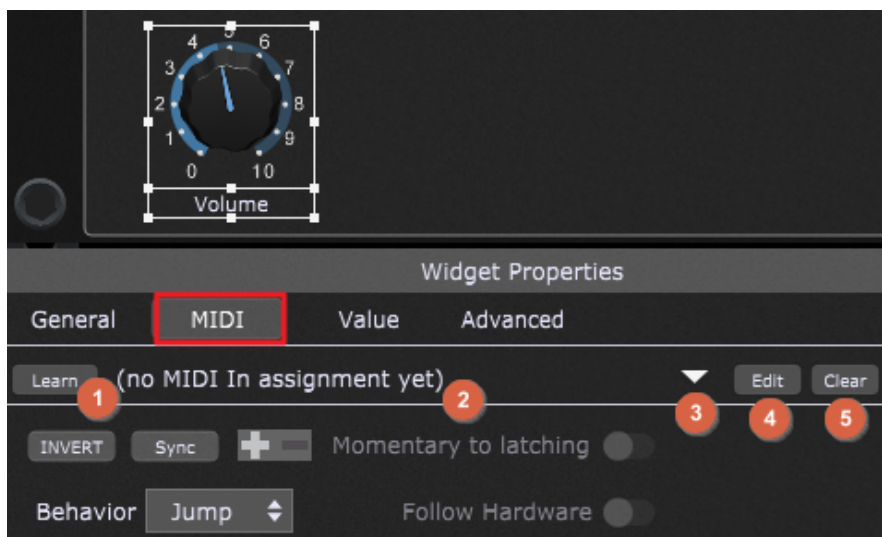 4 5 6
3 7
2 8
1 9
0 10
Volume
Widget Properties
General MIDI Value Advanced
Learn (no MIDI In assignment yet) Edit Clear
1 2 3 4 5
INVERT Sync Momentary to latching
Behavior Jump Follow Hardware